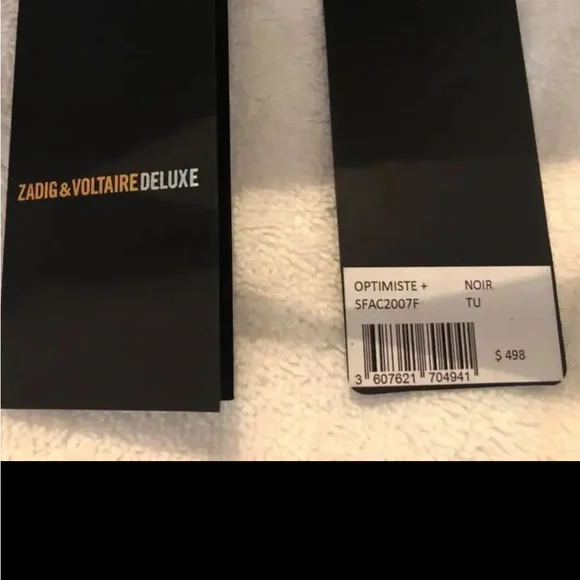 ZADIG & VOLTAIRE DELUXE
OPTIMISTE + NOIR
SFAC2007F TU
$ 498
3 607621 704941